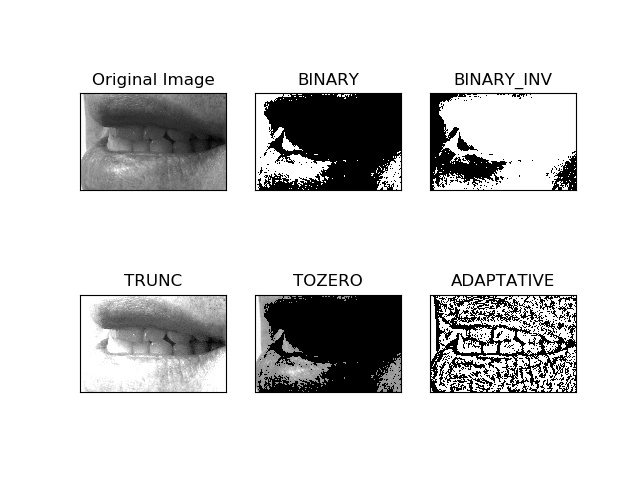 Original Image
BINARY
BINARY_INV
TRUNC
TOZERO
ADAPTATIVE